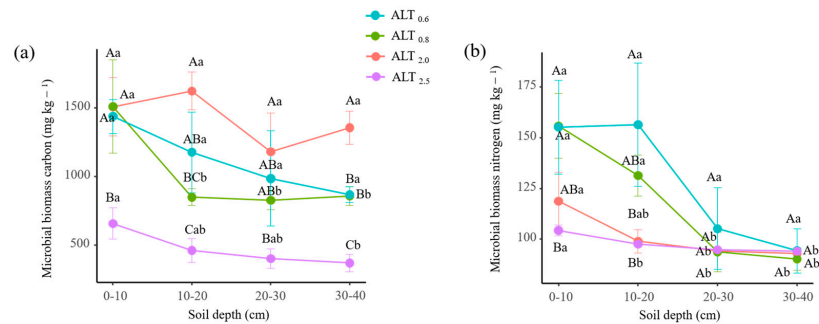 ALT 0.6
ALT 0.8
ALT 2.0
ALT 2.5
(a)
Microbial biomass carbon (mg kg – 1)
1500
1000
500
Aa
Aa
Aa
Ba
Aa
ABa
BCb
Cab
Aa
ABa
ABb
Bab
Aa
Ba
Bb
Cb
0-10
10-20
20-30
30-40
Soil depth (cm)
(b)
Microbial biomass nitrogen (mg kg – 1)
175
150
125
100
Aa
Aa
ABa
Ba
Aa
ABa
Bab
Bb
Aa
Ab
Ab
Ab
Aa
Ab
Ab
Ab
0-10
10-20
20-30
30-40
Soil depth (cm)